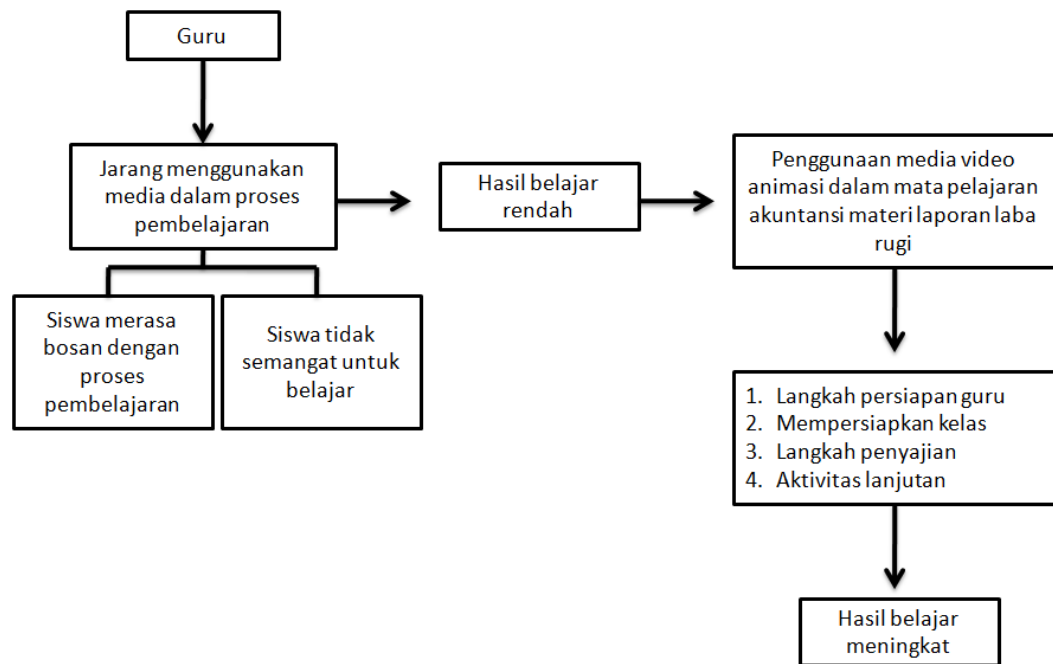 Guru
Jarang menggunakan
media dalam proses
pembelajaran
Siswa merasa
bosan dengan
proses
pembelajaran
Siswa tidak
semangat untuk
belajar
Hasil belajar
rendah
Penggunaan media video
animasi dalam mata pelajaran
akuntansi materi laporan laba
rugi
1. Langkah persiapan guru
2. Mempersiapkan kelas
3. Langkah penyajian
4. Aktivitas lanjutan
Hasil belajar
meningkat